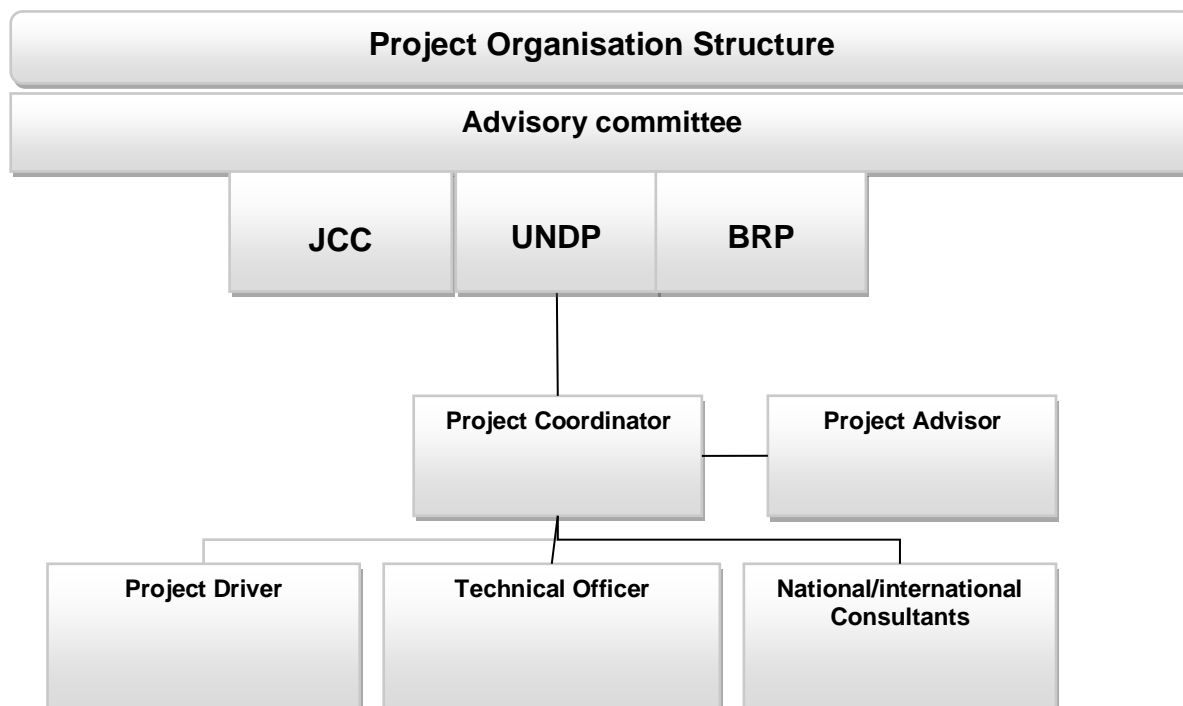 Project Organisation Structure
Advisory committee
JCC
UNDP
BRP
Project Coordinator
Project Advisor
Project Driver
Technical Officer
National/international
Consultants